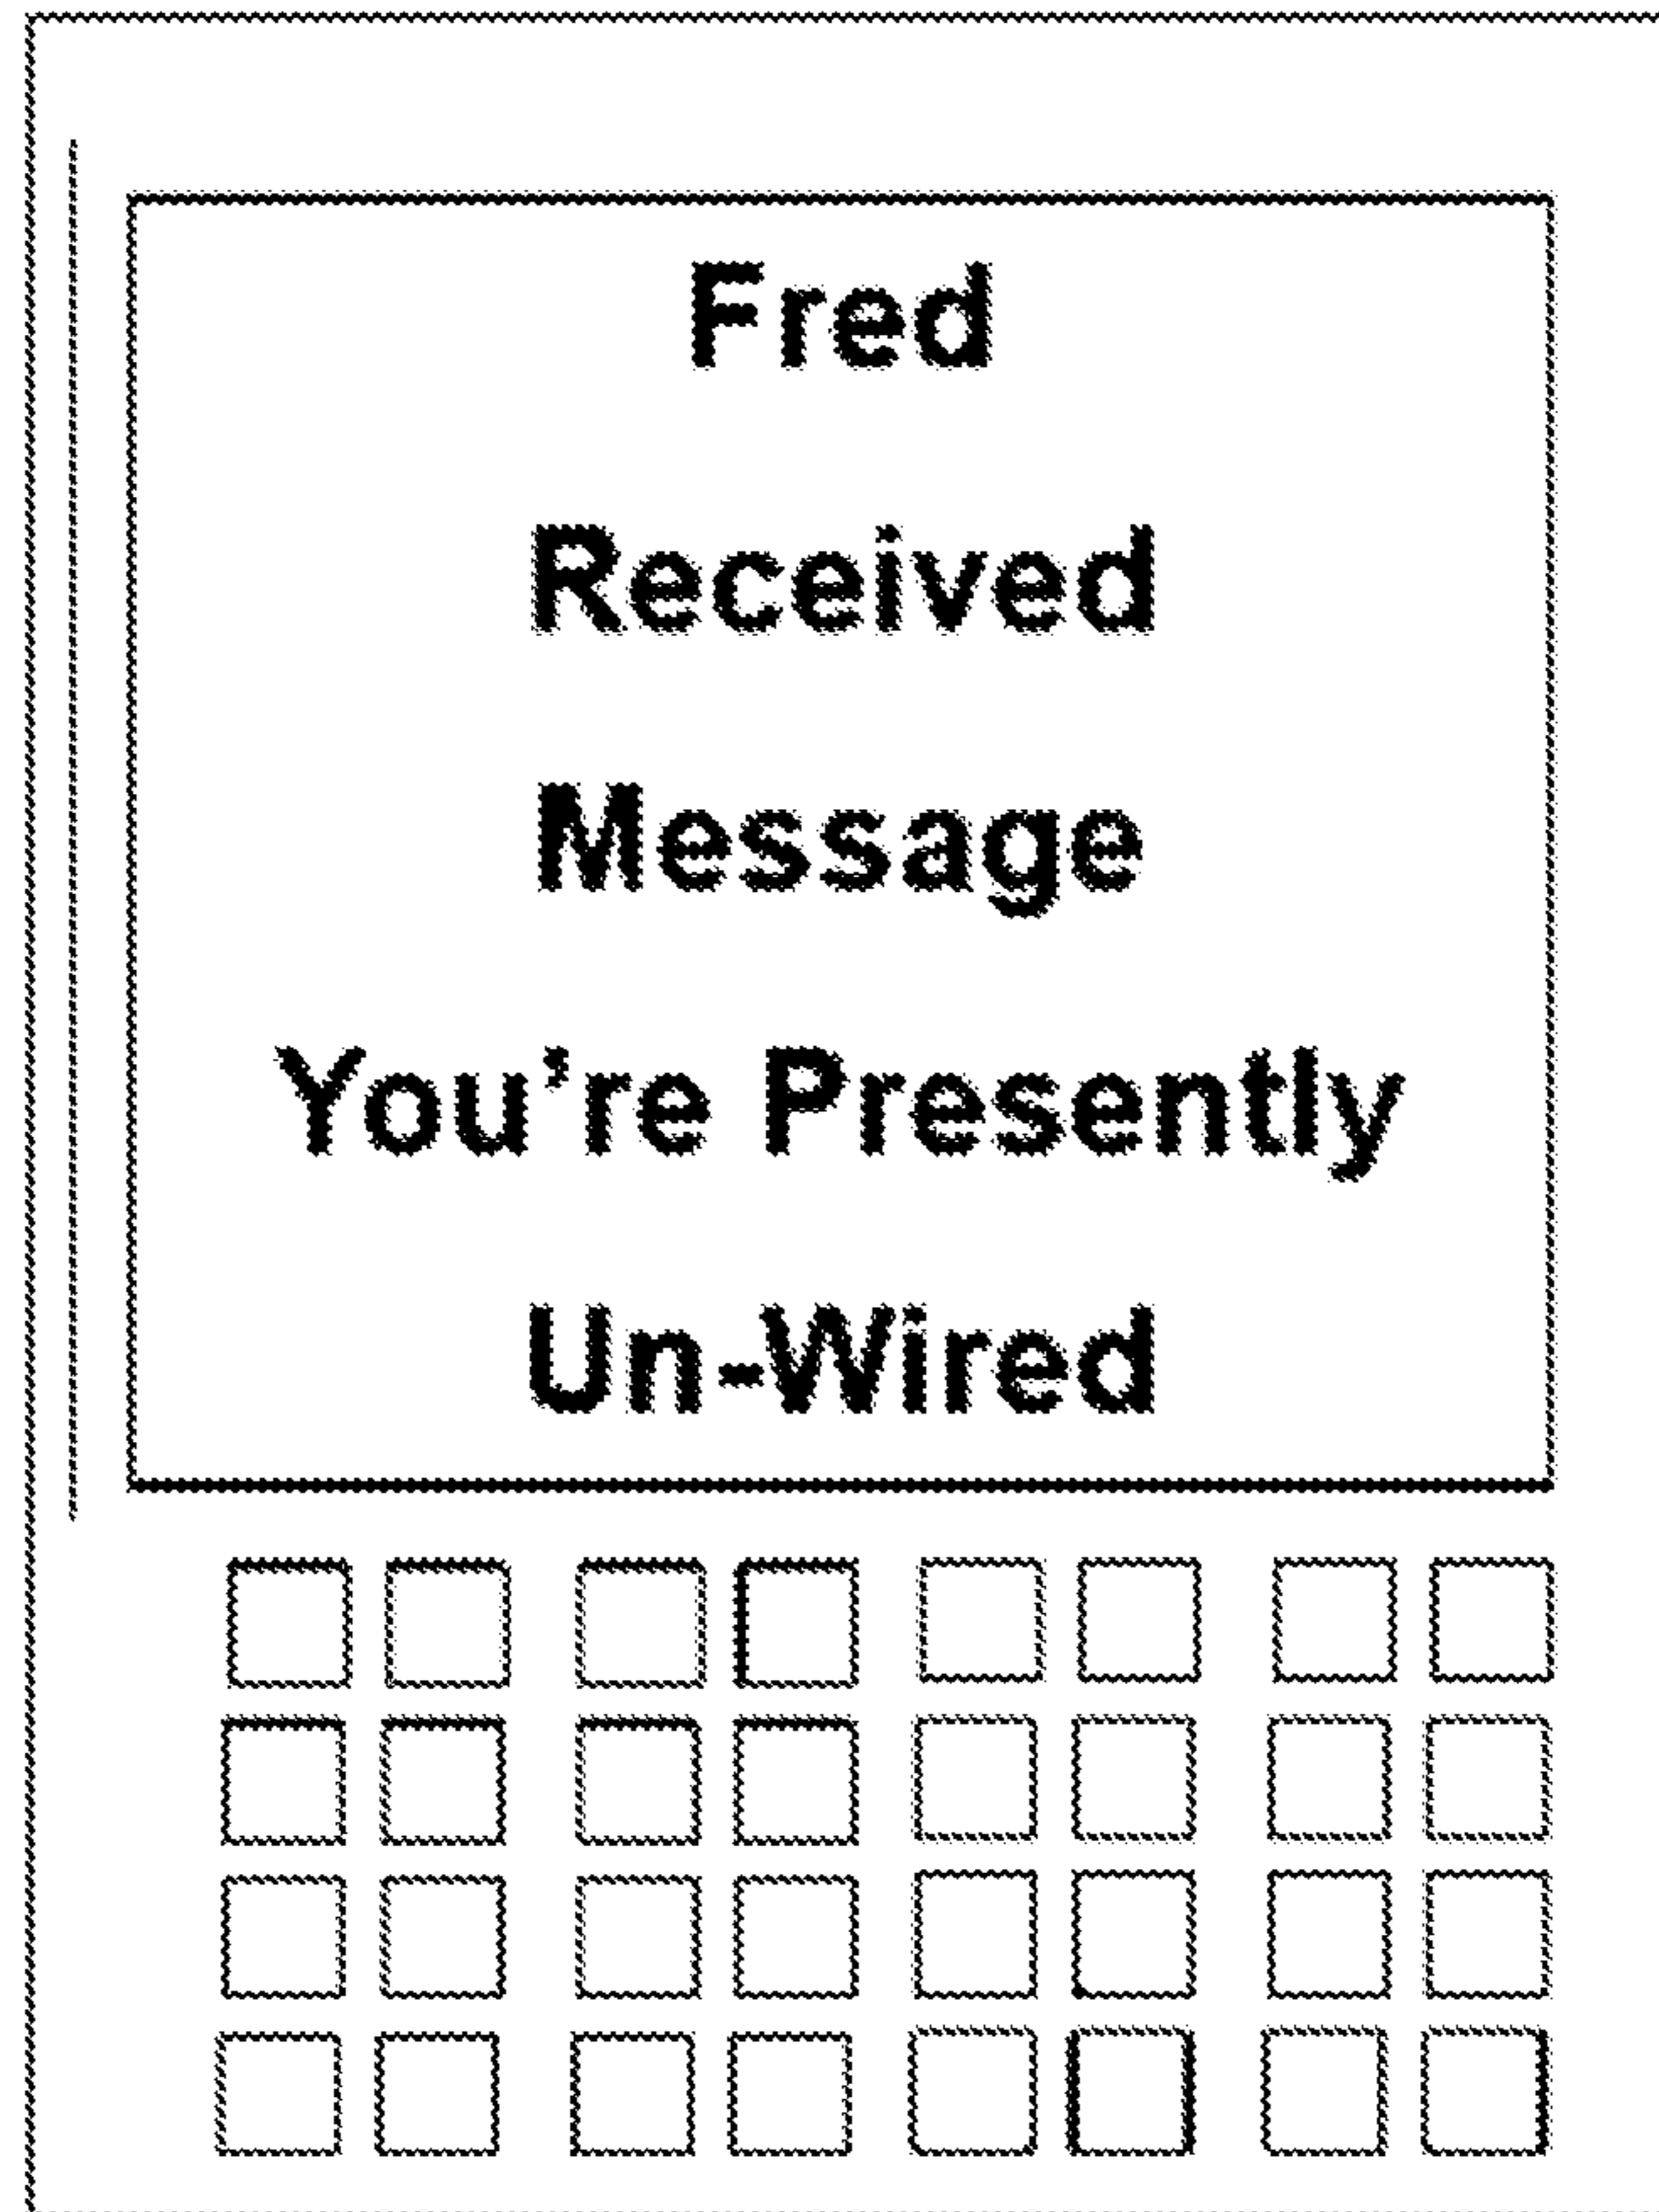 Fred
Received
Message
You're Presently
Un-Wired